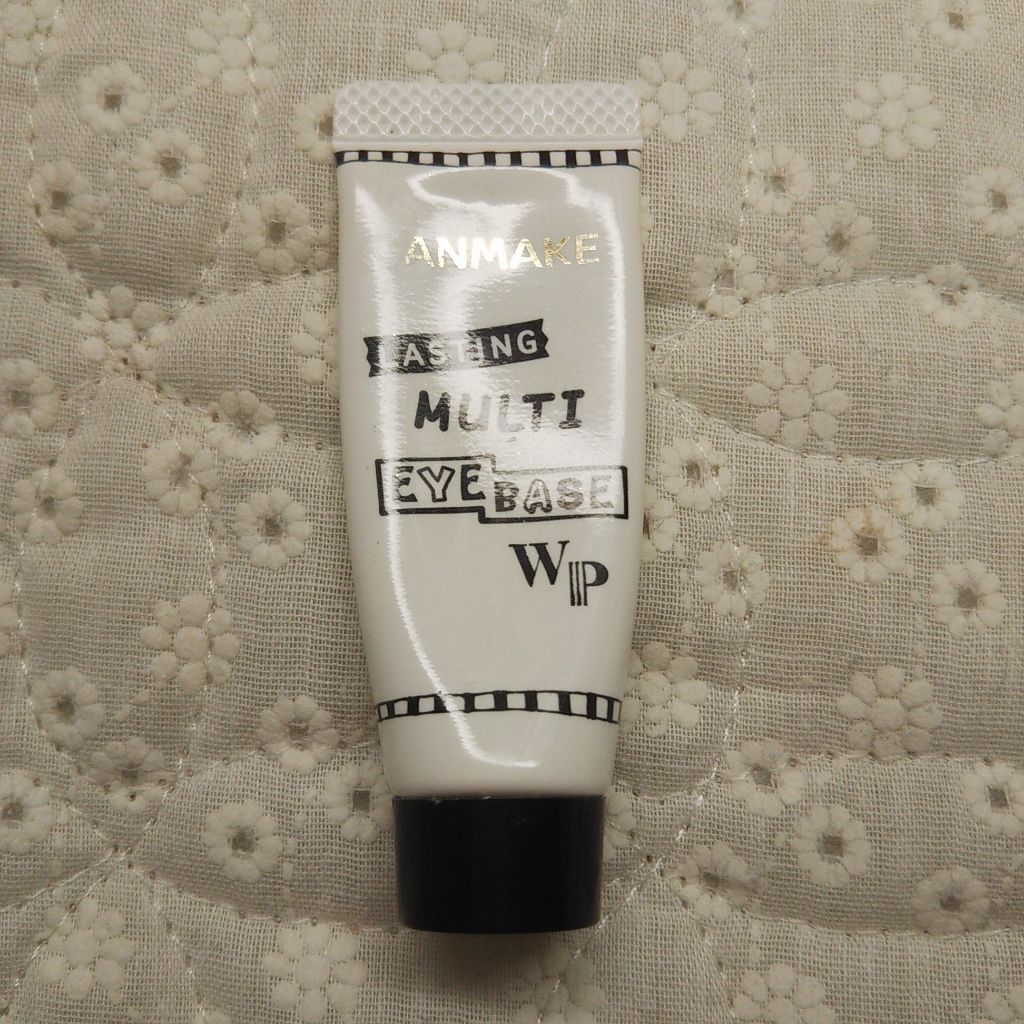 ANMAKE
LASTING
MULTI
EYE BASE
WP